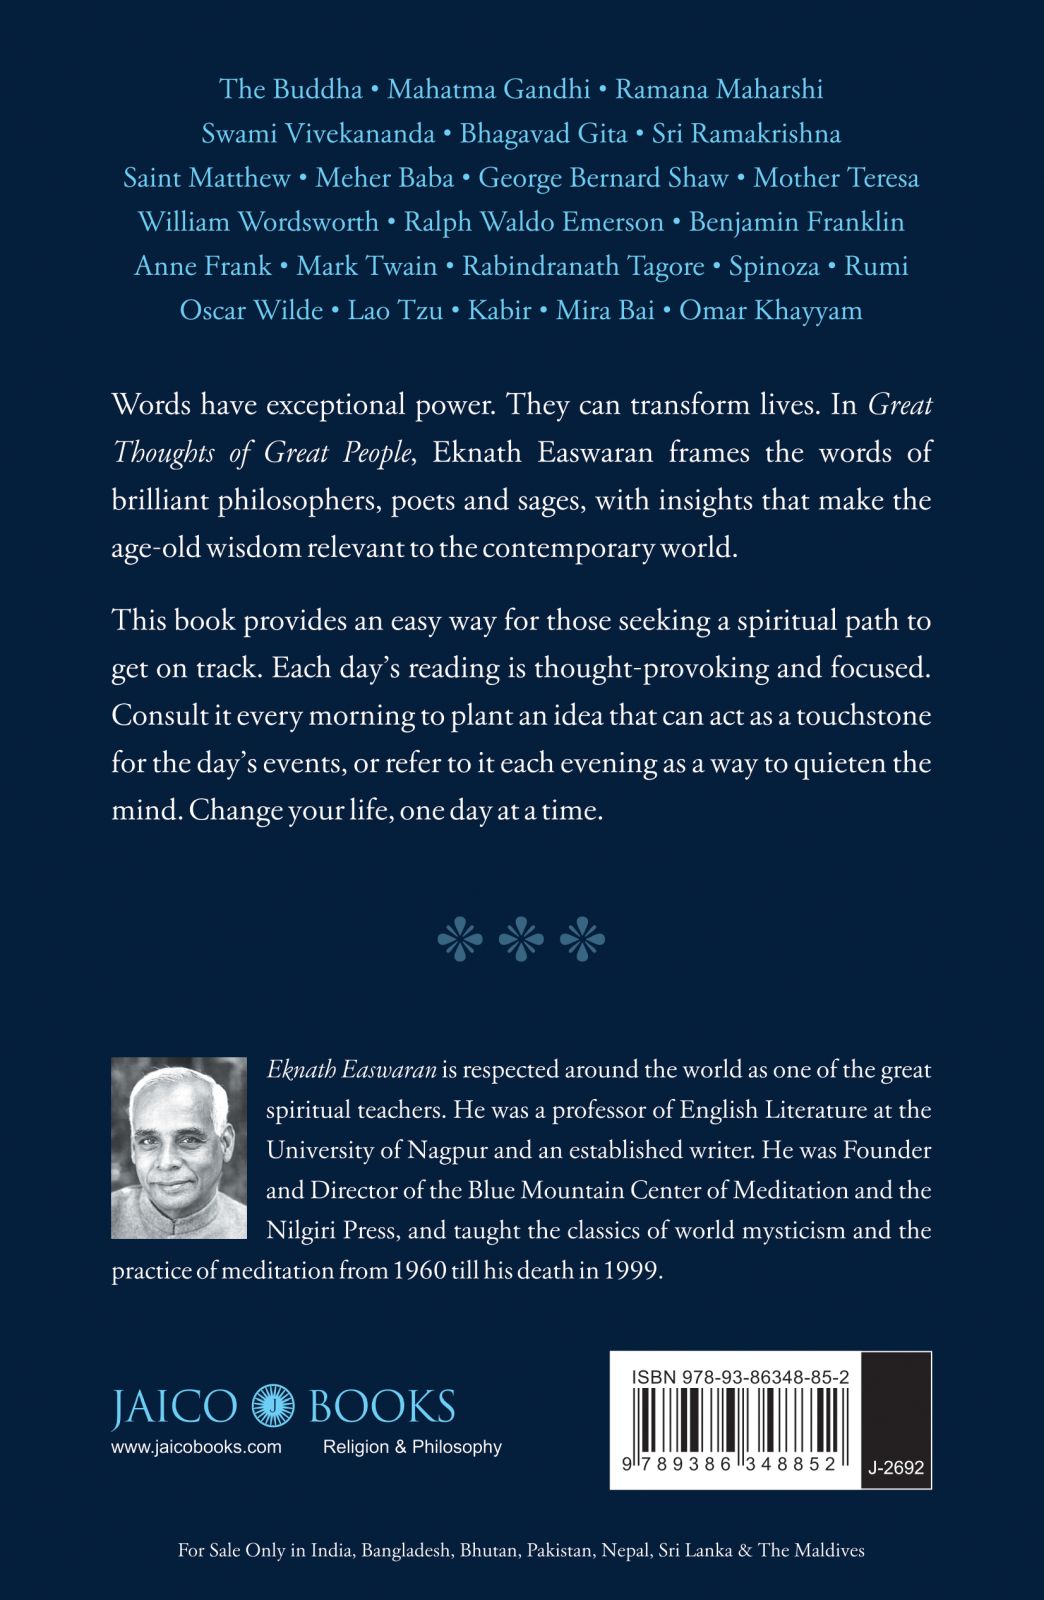 The Buddha • Mahatma Gandhi • Ramana Maharshi
Swami Vivekananda • Bhagavad Gita • Sri Ramakrishna
Saint Matthew • Meher Baba • George Bernard Shaw • Mother Teresa
William Wordsworth • Ralph Waldo Emerson • Benjamin Franklin
Anne Frank • Mark Twain • Rabindranath Tagore • Spinoza • Rumi
Oscar Wilde • Lao Tzu • Kabir • Mira Bai • Omar Khayyam
Words have exceptional power. They can transform lives. In Great
Thoughts of Great People, Eknath Easwaran frames the words of
brilliant philosophers, poets and sages, with insights that make the
age-old wisdom relevant to the contemporary world.
This book provides an easy way for those seeking a spiritual path to
get on track. Each day’s reading is thought-provoking and focused.
Consult it every morning to plant an idea that can act as a touchstone
for the day’s events, or refer to it each evening as a way to quieten the
mind. Change your life, one day at a time.
Eknath Easwaran is respected around the world as one of the great
spiritual teachers. He was a professor of English Literature at the
University of Nagpur and an established writer. He was Founder
and Director of the Blue Mountain Center of Meditation and the
Nilgiri Press, and taught the classics of world mysticism and the
practice of meditation from 1960 till his death in 1999.
JAICO J BOOKS
www.jaicobooks.com Religion & Philosophy
ISBN 978-93-86348-85-2
9 789386 348852
J-2692
For Sale Only in India, Bangladesh, Bhutan, Pakistan, Nepal, Sri Lanka & The Maldives